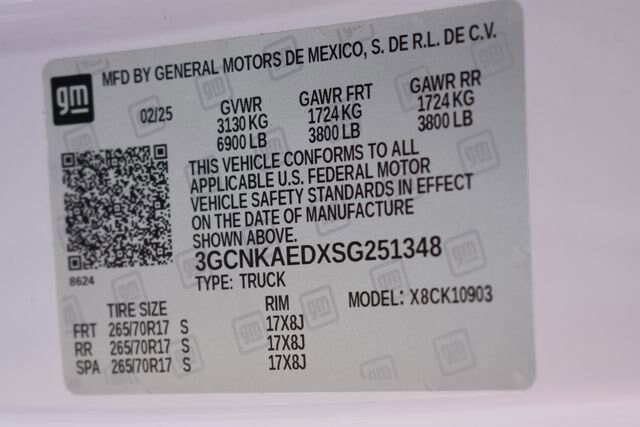 gm
MFD BY GENERAL MOTORS DE MEXICO, S. DE R.L. DE C.V.
02/25
GVWR GAWR FRT GAWR RR
3130 KG 1724 KG 1724 KG
6900 LB 3800 LB 3800 LB
THIS VEHICLE CONFORMS TO ALL
APPLICABLE U.S. FEDERAL MOTOR
VEHICLE SAFETY STANDARDS IN EFFECT
ON THE DATE OF MANUFACTURE
SHOWN ABOVE.
8624
3GCNKAEDXSG251348
TYPE: TRUCK
MODEL: X8CK10903
TIRE SIZE RIM
FRT 265/70R17 S 17X8J
RR 265/70R17 S 17X8J
SPA 265/70R17 S 17X8J